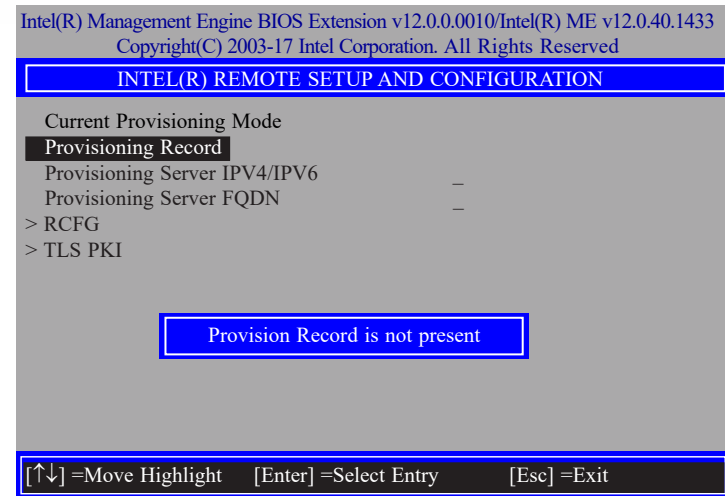 Intel(R) Management Engine BIOS Extension v12.0.0.0010/Intel(R) ME v12.0.40.1433
Copyright(C) 2003-17 Intel Corporation. All Rights Reserved
INTEL(R) REMOTE SETUP AND CONFIGURATION
Current Provisioning Mode
Provisioning Record
Provisioning Server IPV4/IPV6 _
Provisioning Server FQDN _
> RCFG
> TLS PKI
Provision Record is not present
[↑↓] =Move Highlight [Enter] =Select Entry [Esc] =Exit